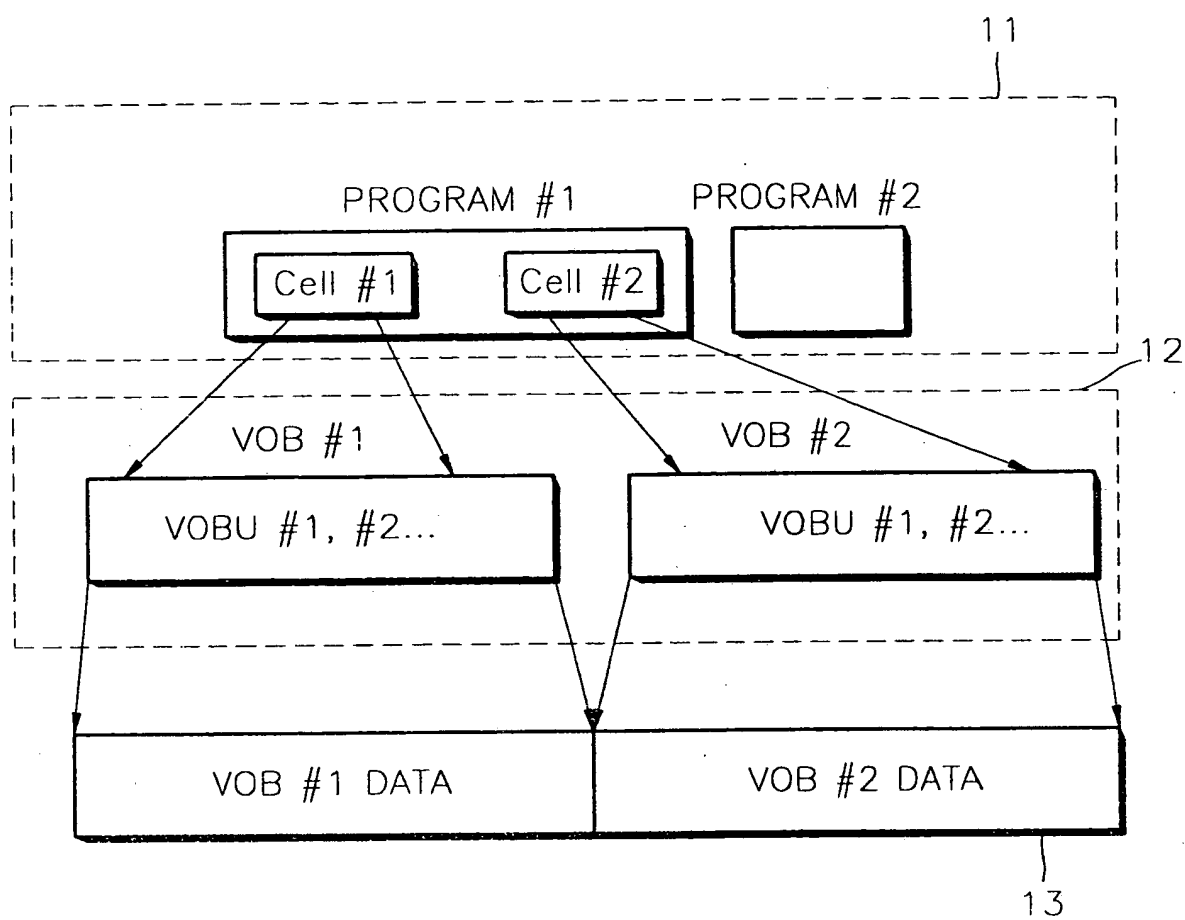 11
PROGRAM #1
PROGRAM #2
Cell #1
Cell #2
12
VOB #1
VOB #2
VOBU #1, #2...
VOBU #1, #2...
VOB #1 DATA
VOB #2 DATA
13